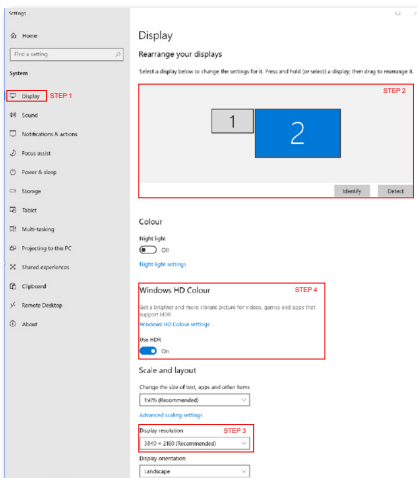 Settings
Home
Find a setting
System
Display STEP 1
Sound
Notifications & actions
Focus assist
Power & sleep
Storage
Tablet
Multi-tasking
Projecting to this PC
Shared experiences
Clipboard
Remote Desktop
About
Display
Rearrange your displays
Select a display below to change the settings for it. Press and hold (or select) a display, then drag to rearrange it.
STEP 2
1
2
Identify
Detect
Colour
Night light
Off
Night light settings
Windows HD Colour STEP 4
Get a brighter and more vibrant picture for videos, games and apps that
support HDR.
Windows HD Colour settings
Use HDR
On
Scale and layout
Change the size of text, apps and other items
150% (Recommended)
Advanced scaling settings
Display resolution STEP 3
3840 × 2160 (Recommended)
Display orientation
Landscape